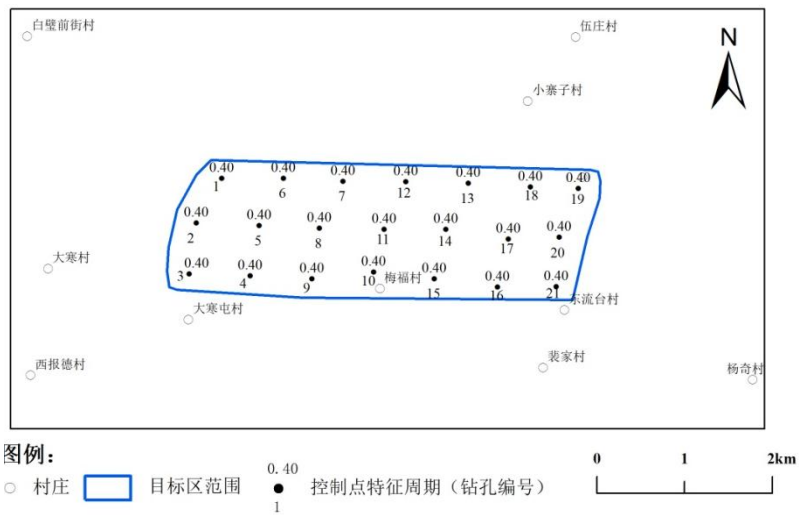 白璧前街村
伍庄村
N
小寨子村
0.40 0.40 0.40 0.40 0.40 0.40 0.40
1 6 7 12 13 18 19
0.40 0.40 0.40 0.40 0.40 0.40 0.40
2 5 8 11 14 17 20
大寒村
0.40 0.40 0.40 0.40 0.40 0.40 0.40
3 4 9 10 15 16 21
梅福村
东流台村
大寒屯村
西报德村
裴家村
杨奇村
图例：
村庄
目标区范围
0.40
1
控制点特征周期（钻孔编号）
0 1 2km